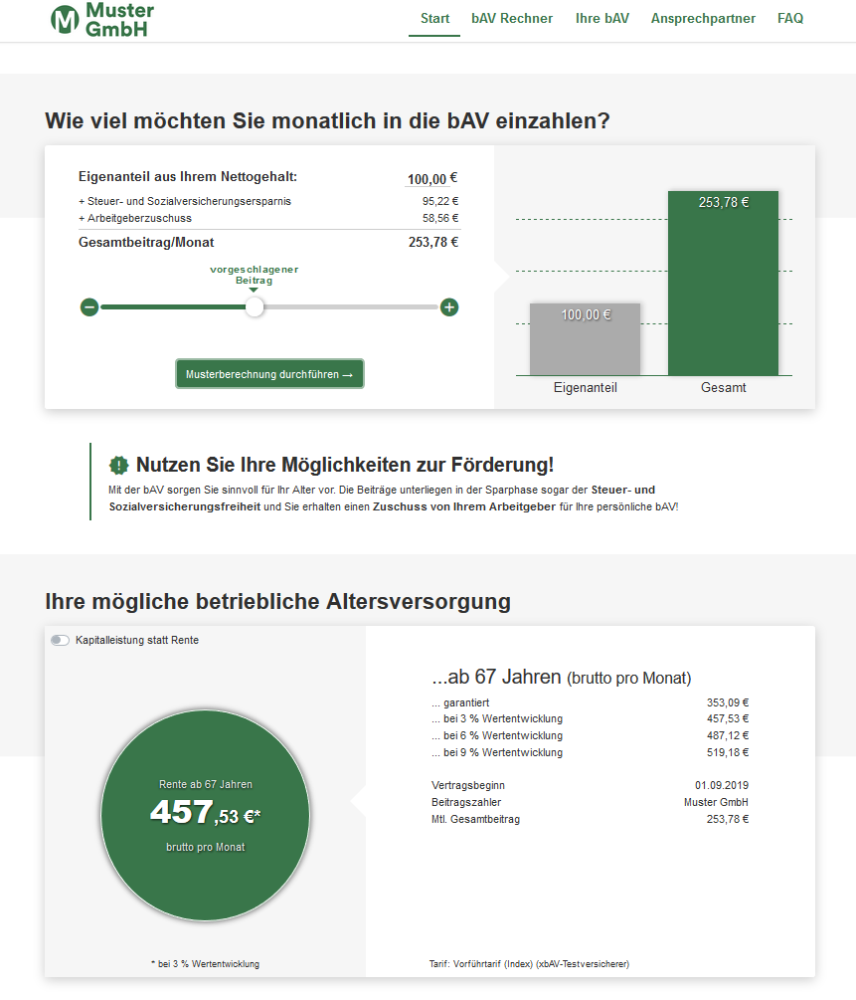 M Muster GmbH
Start bAV Rechner Ihre bAV Ansprechpartner FAQ
Wie viel möchten Sie monatlich in die bAV einzahlen?
Eigenanteil aus Ihrem Nettogehalt: 100,00 €
+ Steuer- und Sozialversicherungsersparnis 95,22 €
+ Arbeitgeberzuschuss 58,56 €
Gesamtbeitrag/Monat 253,78 €
vorgeschlagener
Beitrag
Musterberechnung durchführen →
253,78 €
100,00 €
Eigenanteil Gesamt
Nutzen Sie Ihre Möglichkeiten zur Förderung!
Mit der bAV sorgen Sie sinnvoll für Ihr Alter vor. Die Beiträge unterliegen in der Sparphase sogar der Steuer- und
Sozialversicherungsfreiheit und Sie erhalten einen Zuschuss von Ihrem Arbeitgeber für Ihre persönliche bAV!
Ihre mögliche betriebliche Altersversorgung
Kapitalleistung statt Rente
Rente ab 67 Jahren
457,53 €*
brutto pro Monat
* bei 3 % Wertentwicklung
...ab 67 Jahren (brutto pro Monat)
... garantiert 353,09 €
... bei 3 % Wertentwicklung 457,53 €
... bei 6 % Wertentwicklung 487,12 €
... bei 9 % Wertentwicklung 519,18 €
Vertragsbeginn 01.09.2019
Beitragszahler Muster GmbH
Mtl. Gesamtbeitrag 253,78 €
Tarif: Vorführtarif (Index) (xbAV-Testversicherer)